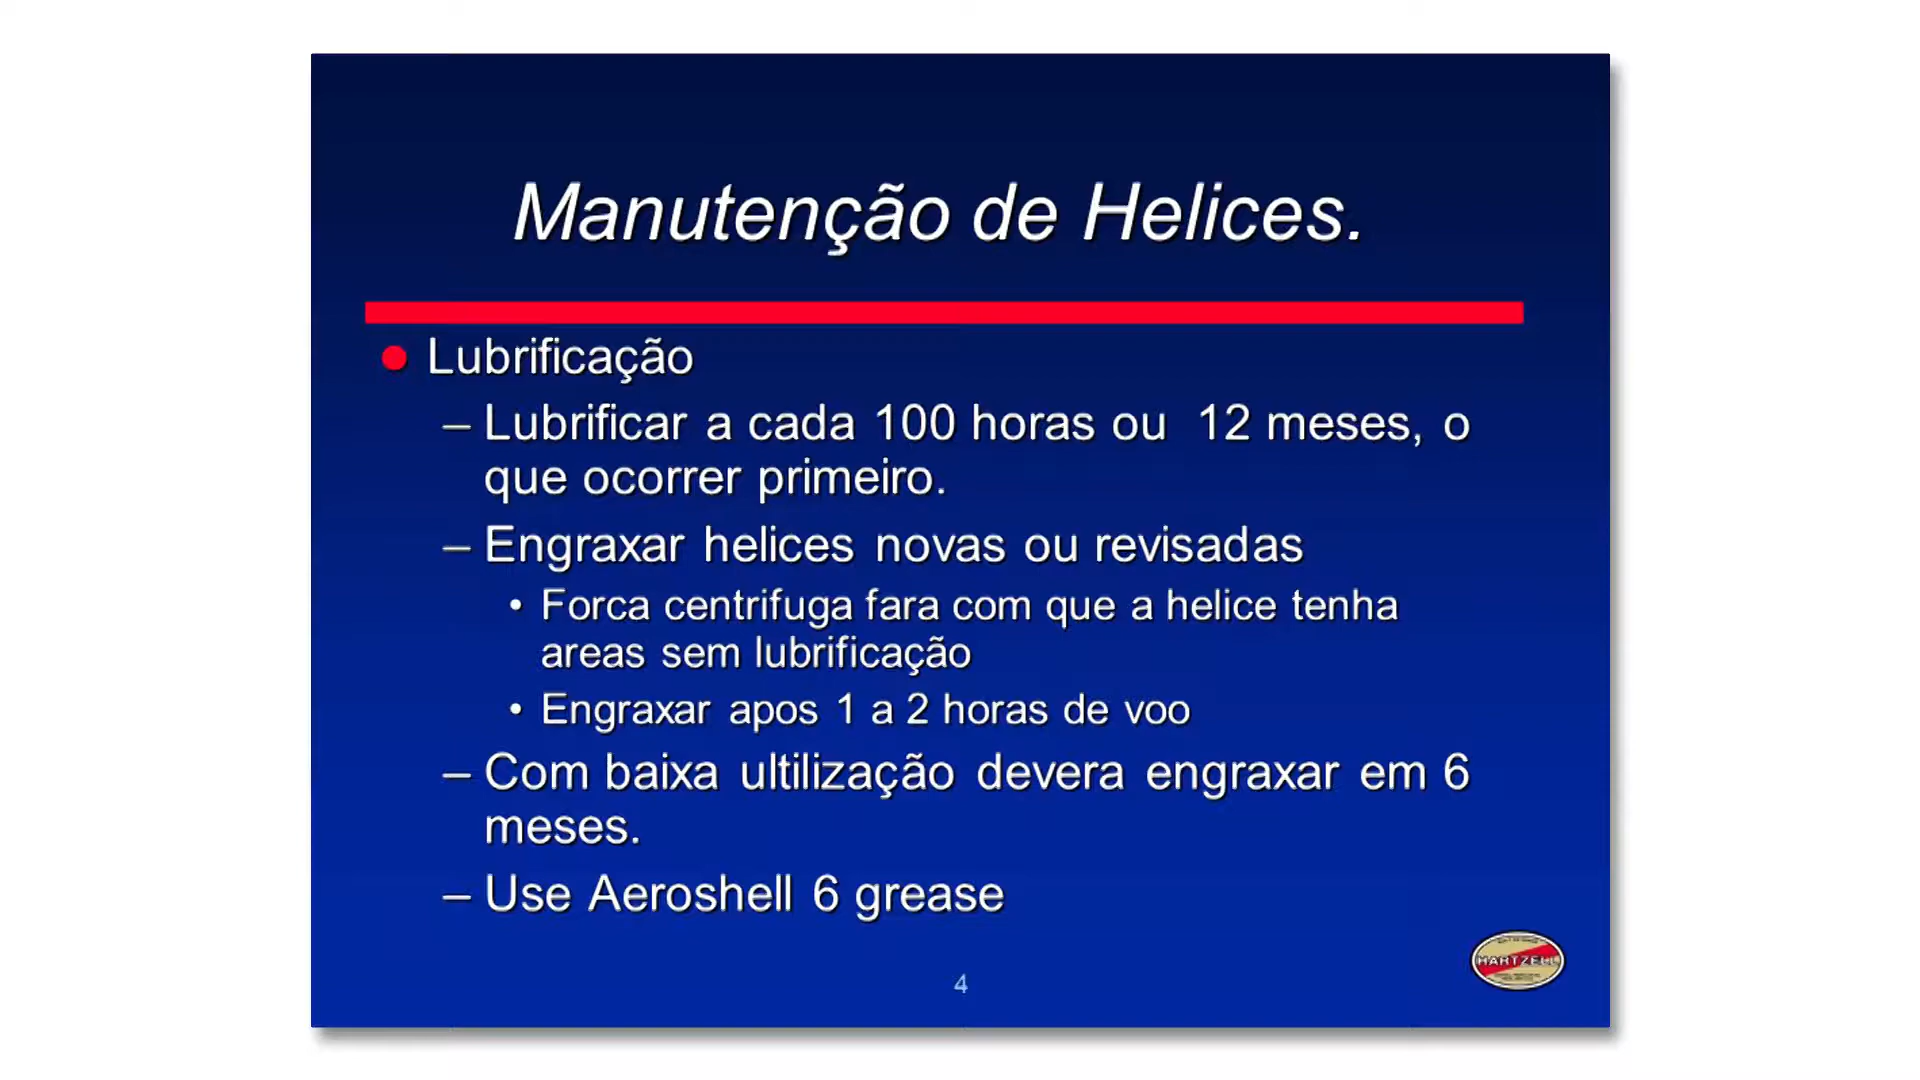 Manutenção de Helices.
Lubrificação
– Lubrificar a cada 100 horas ou 12 meses, o
que ocorrer primeiro.
– Engraxar helices novas ou revisadas
• Forca centrifuga fara com que a helice tenha
areas sem lubrificação
• Engraxar apos 1 a 2 horas de voo
– Com baixa ultilização devera engraxar em 6
meses.
– Use Aeroshell 6 grease
HARTZELL
4